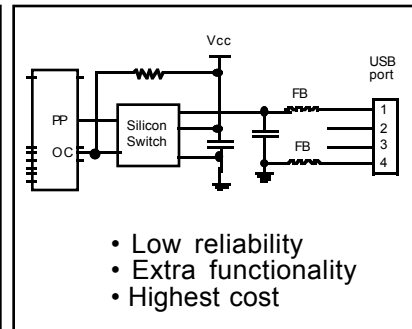 Vcc
USB
port
FB
PP
Silicon
Switch
1
2
OC
FB
3
4
• Low reliability
• Extra functionality
• Highest cost